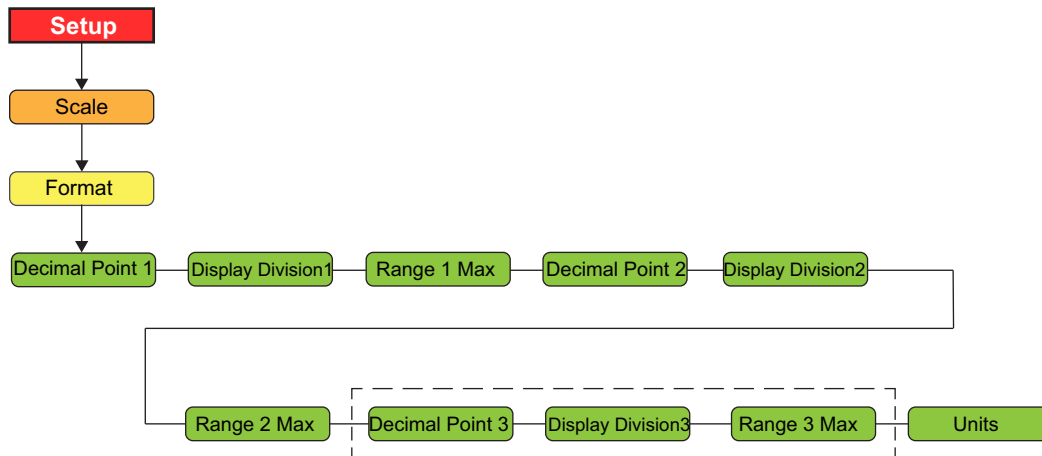 Setup
Scale
Format
Decimal Point 1
Display Division1
Range 1 Max
Decimal Point 2
Display Division2
Range 2 Max
Decimal Point 3
Display Division3
Range 3 Max
Units